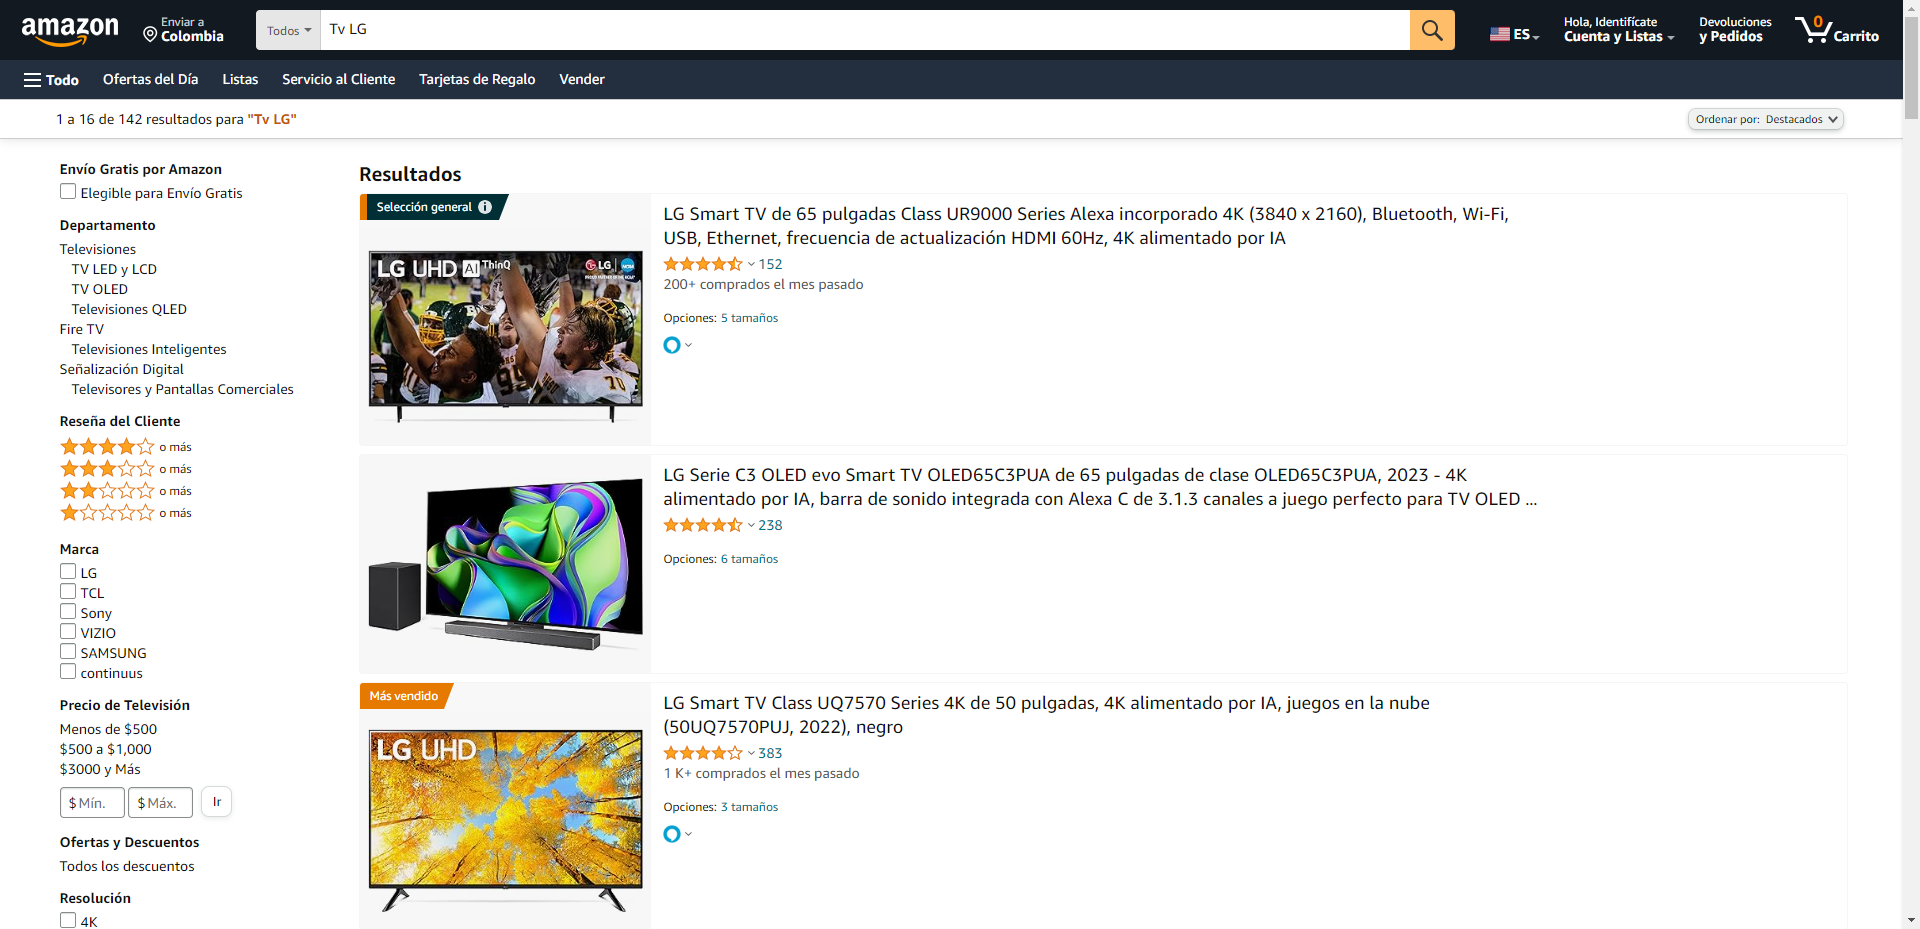 amazon
Enviar a
Colombia
Todos
Tv LG
ES
Hola, Identifícate
Cuenta y Listas
Devoluciones
y Pedidos
0
Carrito
Todo
Ofertas del Día
Listas
Servicio al Cliente
Tarjetas de Regalo
Vender
1 a 16 de 142 resultados para "Tv LG"
Ordenar por: Destacados
Envío Gratis por Amazon
Elegible para Envío Gratis
Departamento
Televisiones
TV LED y LCD
TV OLED
Televisiones QLED
Fire TV
Televisiones Inteligentes
Señalización Digital
Televisores y Pantallas Comerciales
Reseña del Cliente
o más
o más
o más
o más
Marca
LG
TCL
Sony
VIZIO
SAMSUNG
continuus
Precio de Televisión
Menos de $500
$500 a $1,000
$3000 y Más
$ Mín.
$ Máx.
Ir
Ofertas y Descuentos
Todos los descuentos
Resolución
4K
Resultados
Selección general
LG UHD AI ThinQ
LG
70
LG Smart TV de 65 pulgadas Class UR9000 Series Alexa incorporado 4K (3840 x 2160), Bluetooth, Wi-Fi,
USB, Ethernet, frecuencia de actualización HDMI 60Hz, 4K alimentado por IA
152
200+ comprados el mes pasado
Opciones: 5 tamaños
LG Serie C3 OLED evo Smart TV OLED65C3PUA de 65 pulgadas de clase OLED65C3PUA, 2023 - 4K
alimentado por IA, barra de sonido integrada con Alexa C de 3.1.3 canales a juego perfecto para TV OLED ...
238
Opciones: 6 tamaños
Más vendido
LG UHD
LG Smart TV Class UQ7570 Series 4K de 50 pulgadas, 4K alimentado por IA, juegos en la nube
(50UQ7570PUJ, 2022), negro
383
1 K+ comprados el mes pasado
Opciones: 3 tamaños